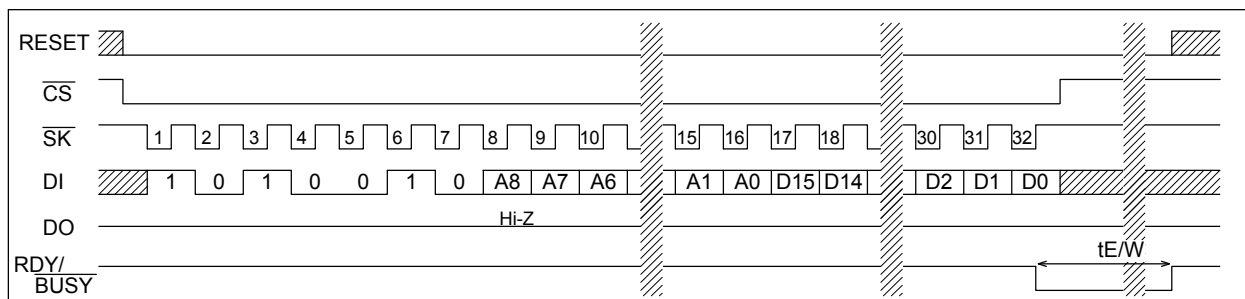 RESET
CS
SK 1 2 3 4 5 6 7 8 9 10 15 16 17 18 30 31 32
DI 1 0 1 0 0 1 0 A8 A7 A6 A1 A0 D15 D14 D2 D1 D0
Hi-Z
DO
tE/W
RDY/
BUSY